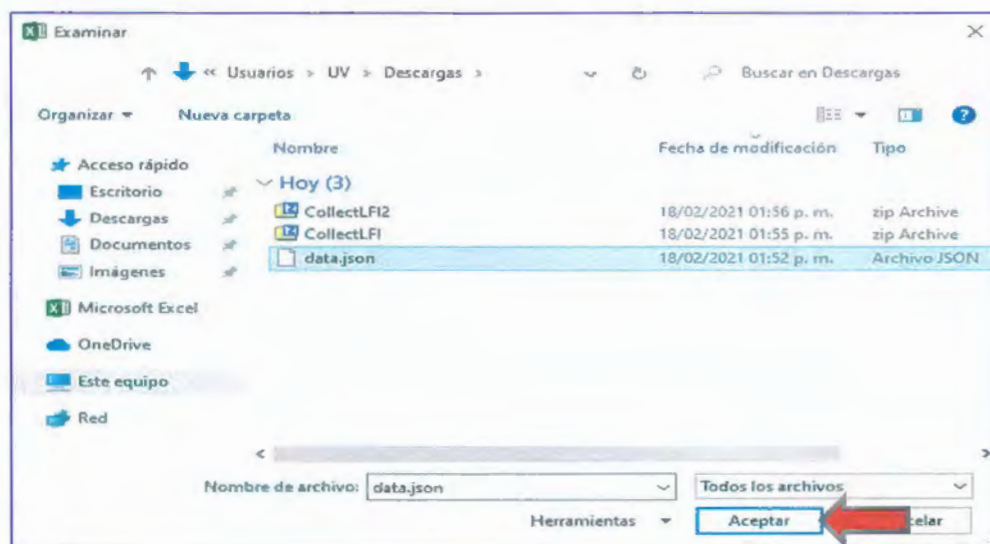 Examinar
« Usuarios > UV > Descargas >
Buscar en Descargas
Organizar
Nueva carpeta
Nombre
Fecha de modificación
Tipo
Acceso rápido
Escritorio
Descargas
Documentos
Imágenes
Microsoft Excel
OneDrive
Este equipo
Red
Hoy (3)
CollectLFI2 18/02/2021 01:56 p. m. zip Archive
CollectLFI 18/02/2021 01:55 p. m. zip Archive
data.json 18/02/2021 01:52 p. m. Archivo JSON
Nombre de archivo: data.json
Todos los archivos
Herramientas
Aceptar
celar